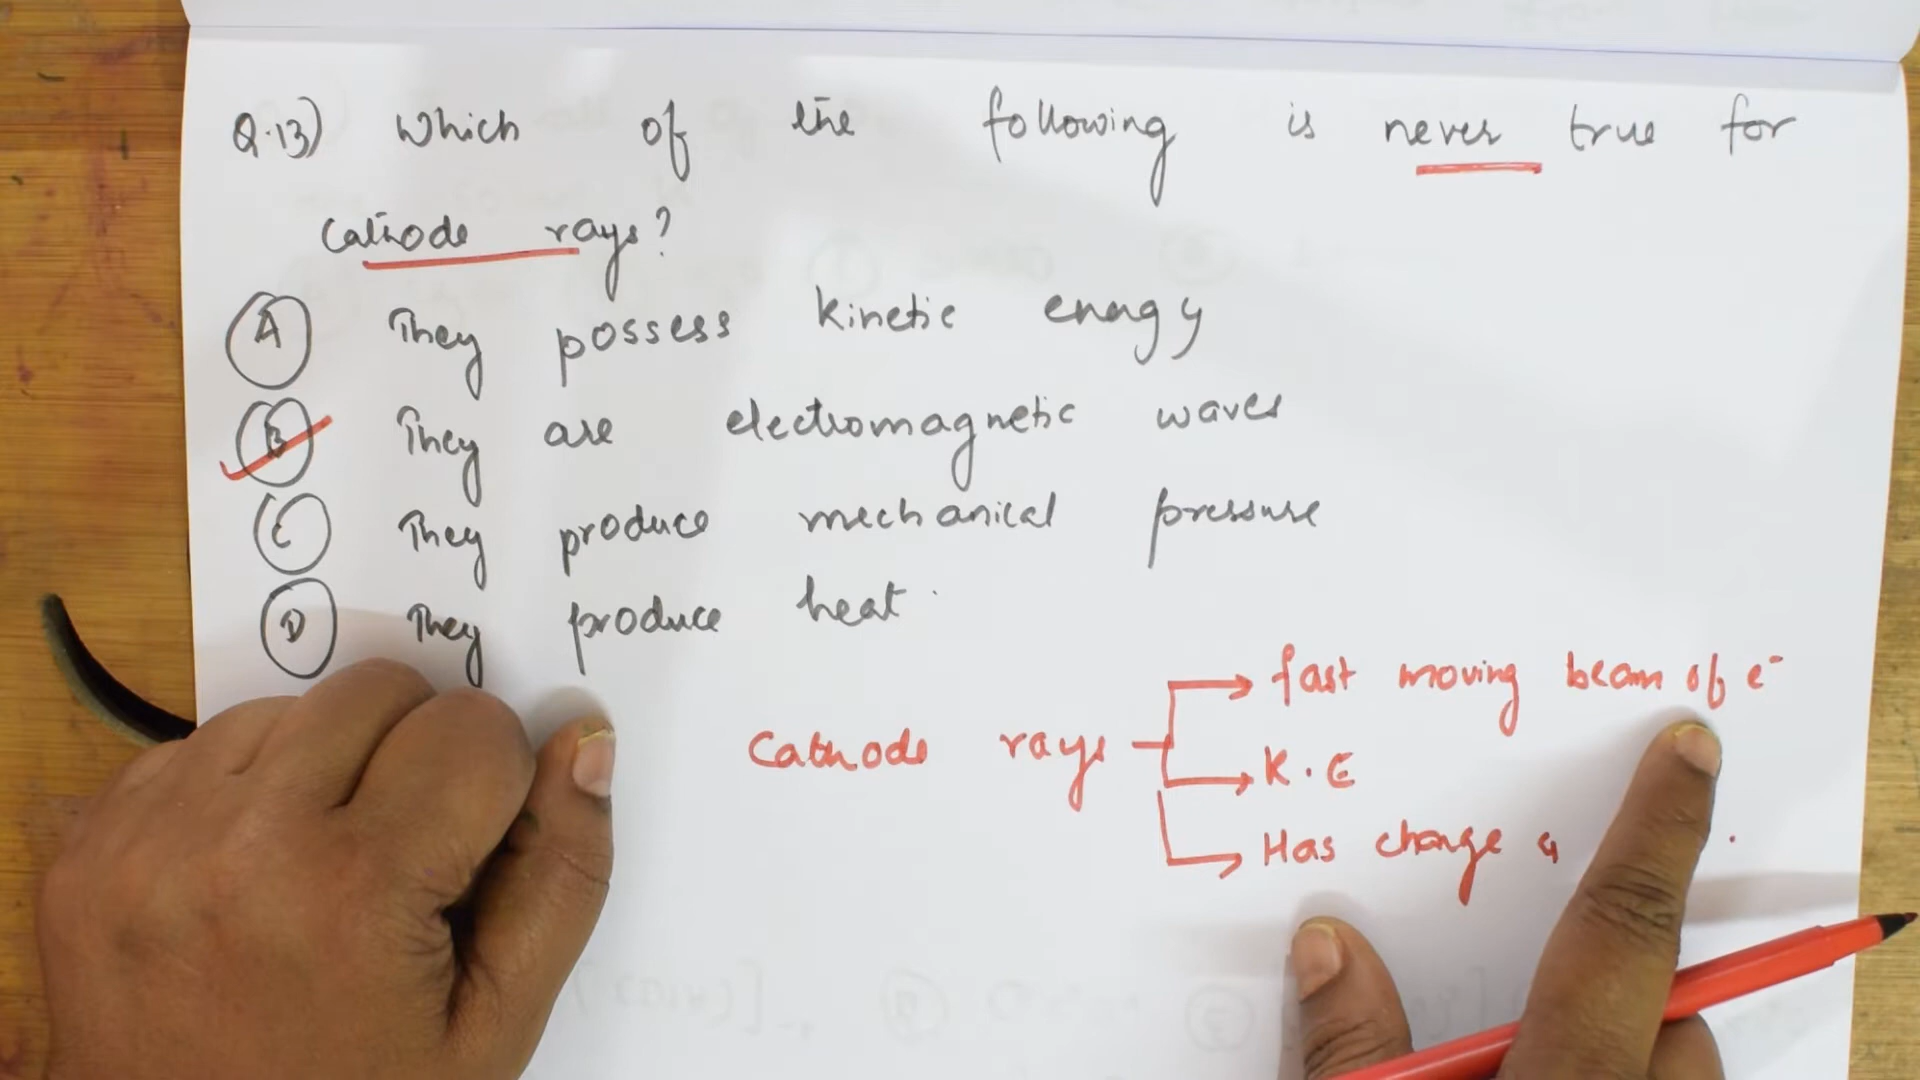 Q.13) Which of the following is never true for
Cathode rays?
A They possess kinetic energy
B They are electromagnetic waves
C They produce mechanical pressure
D They produce heat.
Cathode rays
fast moving beam of e⁻
K.E
Has charge